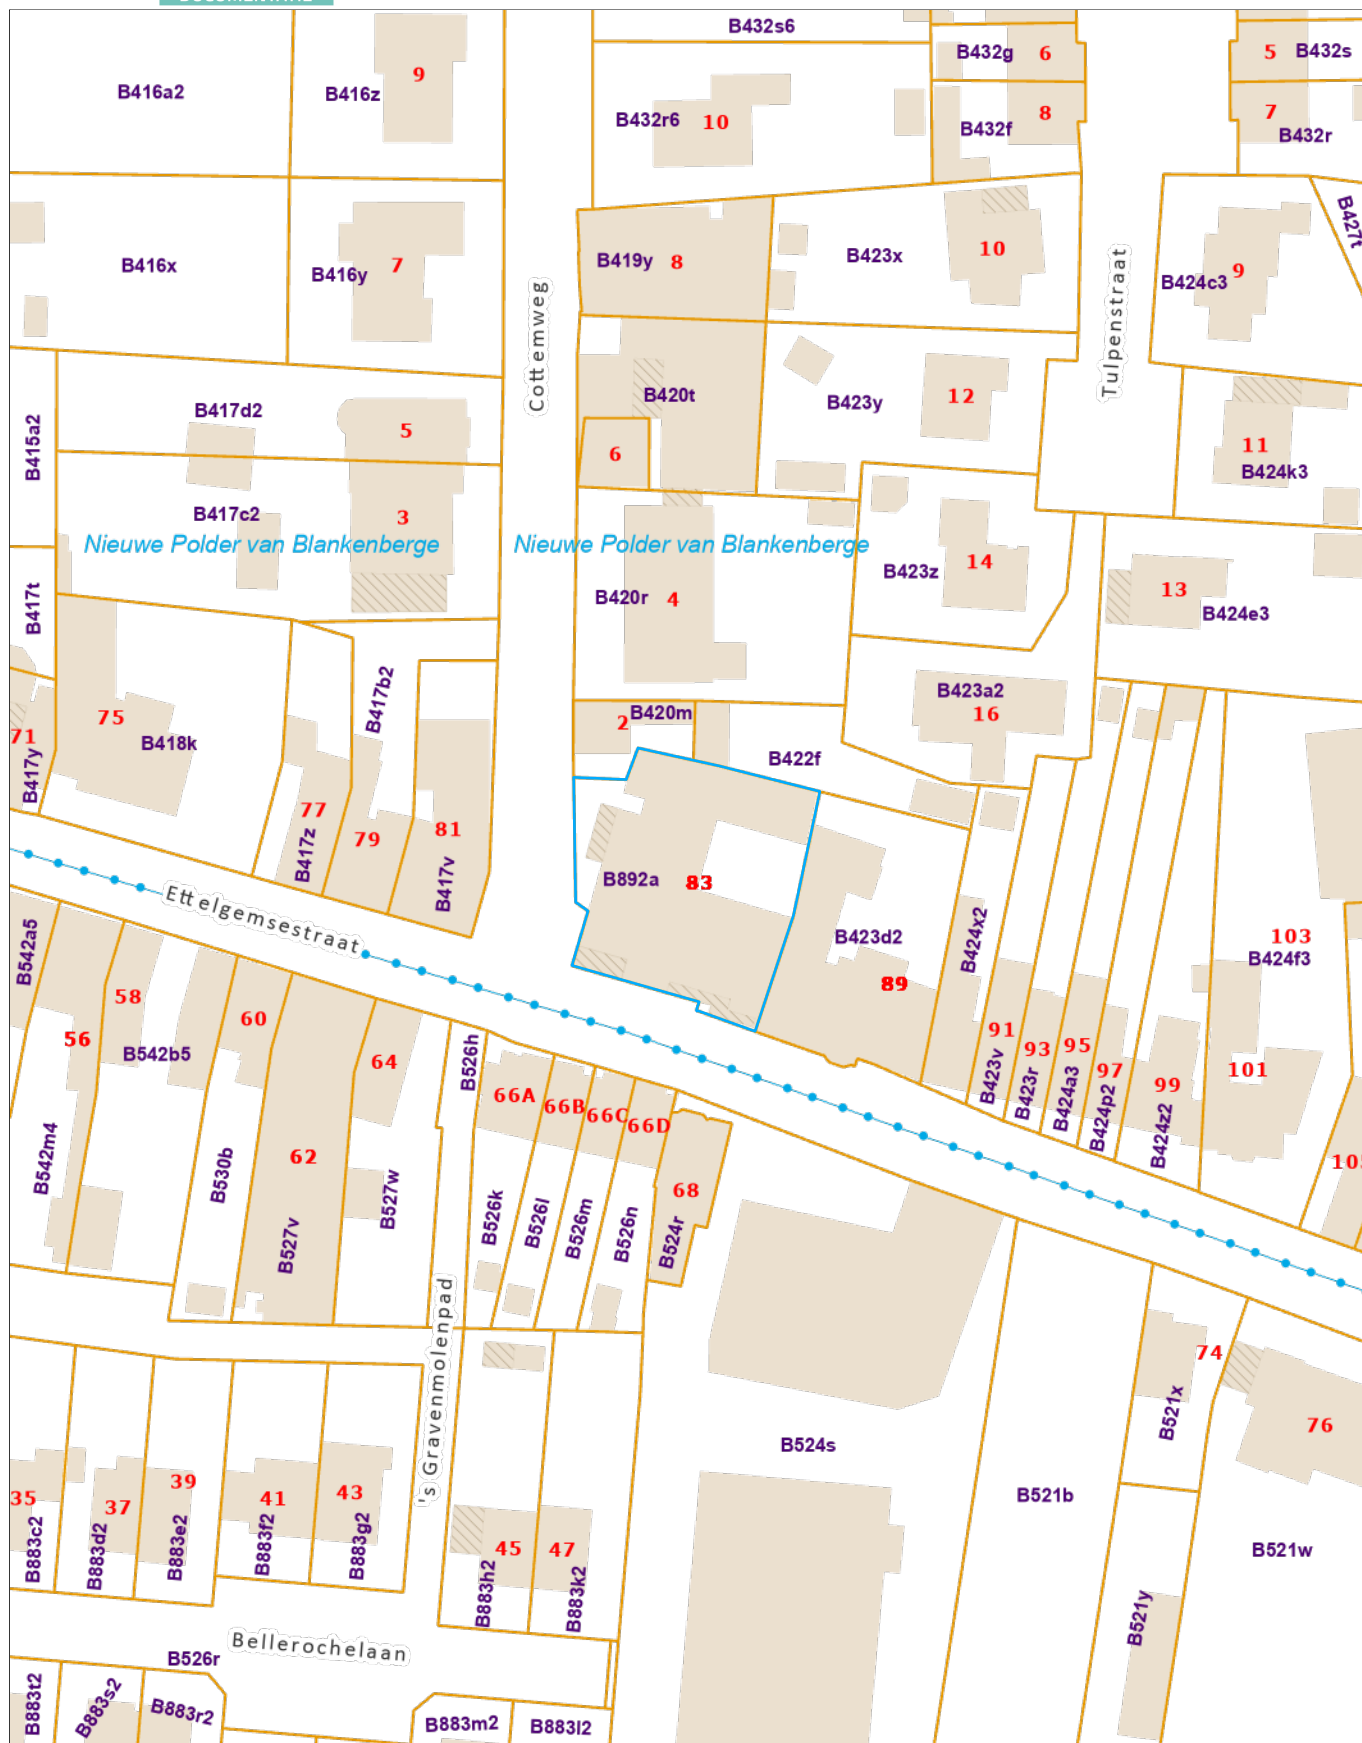 B432s6
B416a2
B416z
9
B432r6
10
B432g
6
B432f
8
5
B432s
7
B432r
B416x
B416y
7
Cottemweg
B419y
8
B423x
10
Tulpenstraat
B424c3
9
B427t
B415a2
B417d2
5
B420t
6
B423y
12
11
B424k3
B417c2
3
Nieuwe Polder van Blankenberge
Nieuwe Polder van Blankenberge
B417t
B420r
4
B423z
14
13
B424e3
71
B417y
75
B418k
B417b2
2
B420m
B422f
B423a2
16
77
B417z
79
81
B417v
B892a
83
B423d2
89
B424x2
103
B424f3
Ettelgemsestraat
B542a5
58
56
B542b5
60
64
62
B542m4
B530b
B527v
B527w
B526h
66A
66B
66C
66D
68
B526k
B526l
B526m
B526n
B524r
91
B423v
93
B423r
95
B424a3
97
B424p2
99
B424z2
101
's Gravenmolenpad
B524s
B521b
74
B521x
76
B521w
B521y
35
B883c2
37
B883d2
39
B883e2
41
B883f2
43
B883g2
45
B883h2
47
B883k2
Bellerochelaan
B526r
B883t2
B883s2
B883r2
B883m2
B883l2